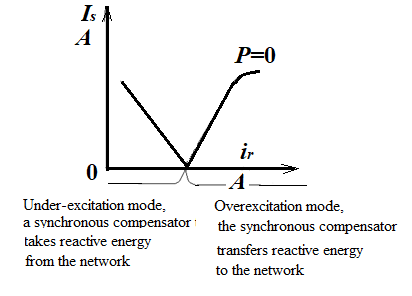 Is
A
P=0
ir
0
A
Under-excitation mode,
a synchronous compensator
takes reactive energy
from the network
Overexcitation mode,
the synchronous compensator
transfers reactive energy
to the network